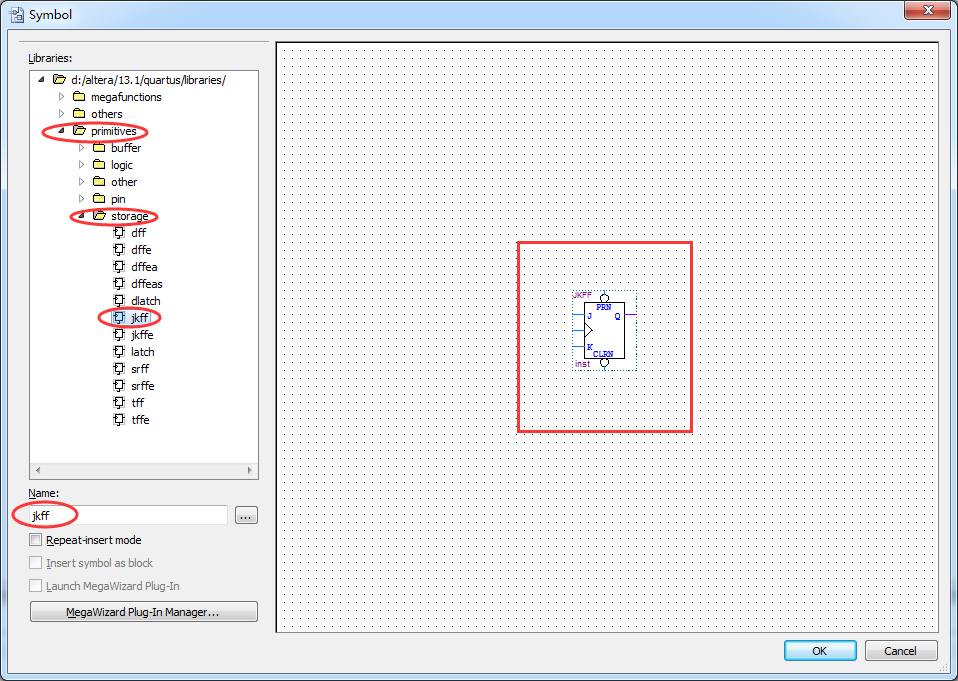 Symbol
Libraries:
d:/altera/13.1/quartus/libraries/
megafunctions
others
primitives
buffer
logic
other
pin
storage
dff
dffe
dffea
dffeas
dlatch
jkff
jkffe
latch
srff
srffe
tff
tffe
Name:
jkff
...
Repeat-insert mode
Insert symbol as block
Launch MegaWizard Plug-In
MegaWizard Plug-In Manager...
JKFF
PRN
J Q
K
CLRN
inst
OK Cancel